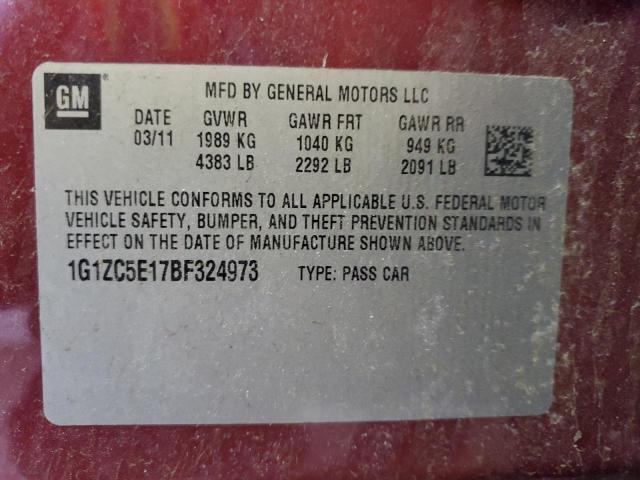 GM ®
MFD BY GENERAL MOTORS LLC
DATE GVWR GAWR FRT GAWR RR
03/11 1989 KG 1040 KG 949 KG
4383 LB 2292 LB 2091 LB
THIS VEHICLE CONFORMS TO ALL APPLICABLE U.S. FEDERAL MOTOR
VEHICLE SAFETY, BUMPER, AND THEFT PREVENTION STANDARDS IN
EFFECT ON THE DATE OF MANUFACTURE SHOWN ABOVE.
1G1ZC5E17BF324973 TYPE: PASS CAR